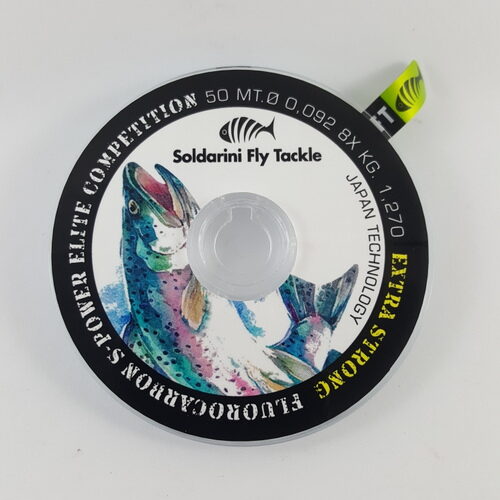 Soldarini Fly Tackle
FLUOROCARBON S-POWER ELITE COMPETITION 50 MT.Ø 0,092 8X KG. 1,270 EXTRA STRONG
JAPAN TECHNOLOGY